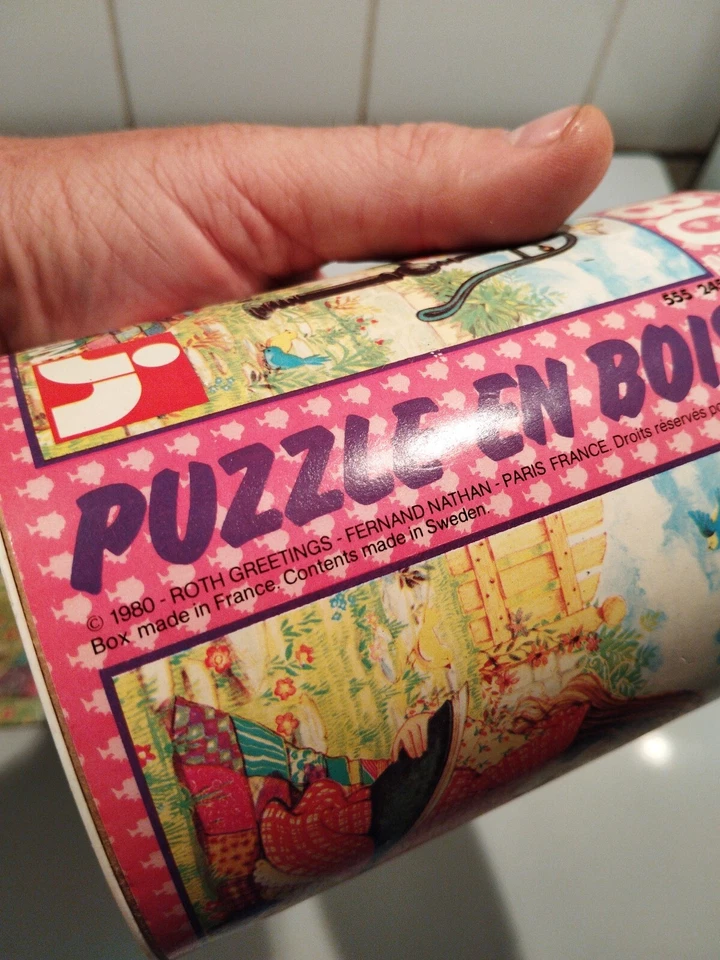 555 245
PUZZLE EN BOIS
© 1980 - ROTH GREETINGS - FERNAND NATHAN - PARIS FRANCE. Droits réservés
Box made in France. Contents made in Sweden.